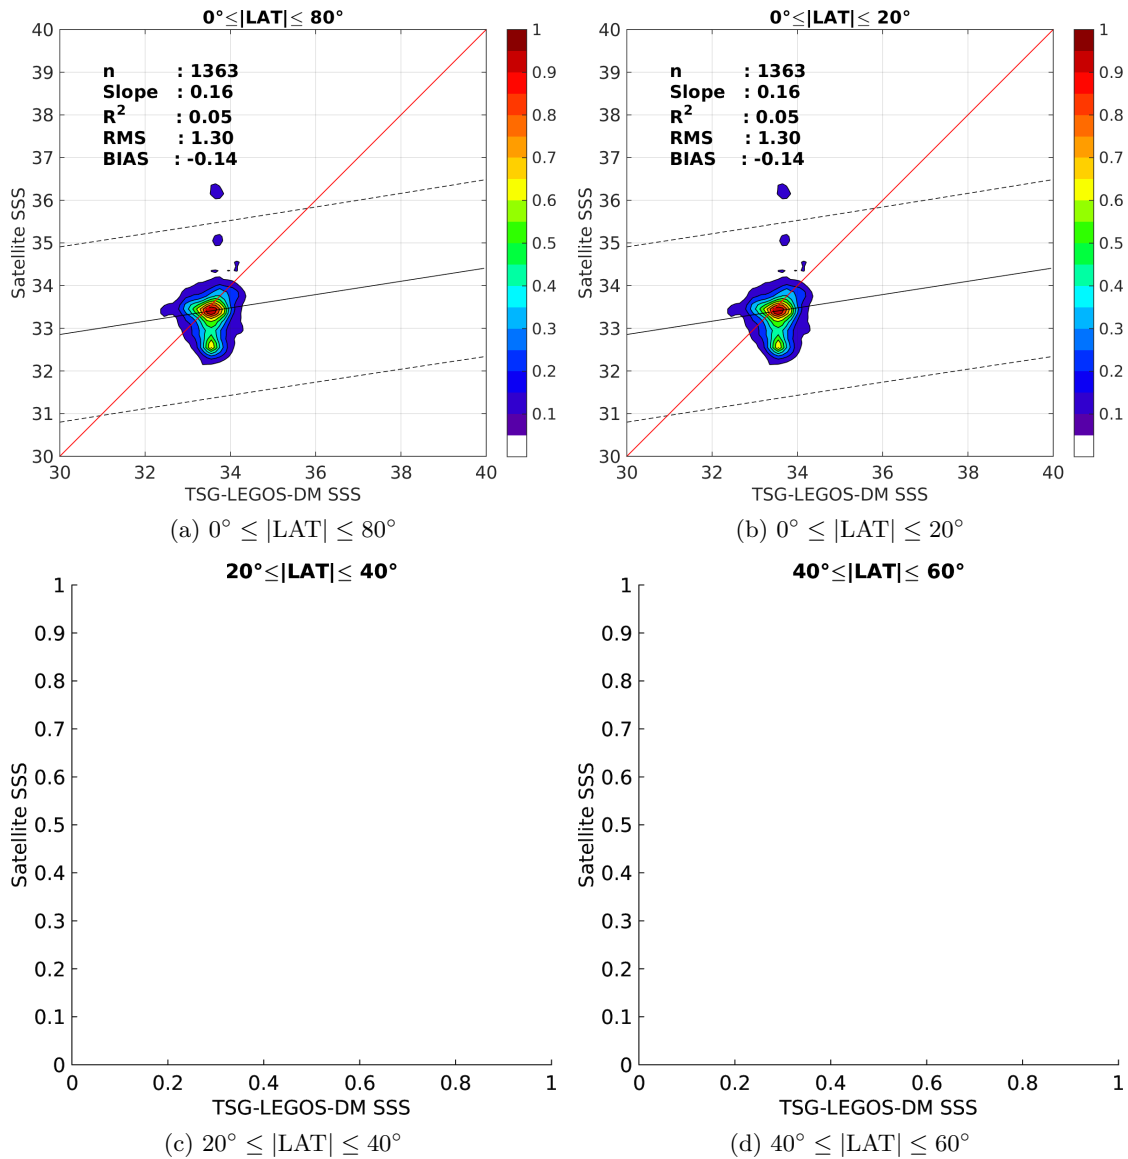 0°≤|LAT|≤ 80°
40
39
38
37
36
35
34
33
32
31
30
n : 1363
Slope : 0.16
R2 : 0.05
RMS : 1.30
BIAS : -0.14
Satellite SSS
30 32 34 36 38 40
TSG-LEGOS-DM SSS
1
0.9
0.8
0.7
0.6
0.5
0.4
0.3
0.2
0.1
(a) 0° ≤ |LAT| ≤ 80°
0°≤|LAT|≤ 20°
40
39
38
37
36
35
34
33
32
31
30
n : 1363
Slope : 0.16
R2 : 0.05
RMS : 1.30
BIAS : -0.14
Satellite SSS
30 32 34 36 38 40
TSG-LEGOS-DM SSS
1
0.9
0.8
0.7
0.6
0.5
0.4
0.3
0.2
0.1
(b) 0° ≤ |LAT| ≤ 20°
20°≤|LAT|≤ 40°
1
0.9
0.8
0.7
0.6
0.5
0.4
0.3
0.2
0.1
0
Satellite SSS
0 0.2 0.4 0.6 0.8 1
TSG-LEGOS-DM SSS
(c) 20° ≤ |LAT| ≤ 40°
40°≤|LAT|≤ 60°
1
0.9
0.8
0.7
0.6
0.5
0.4
0.3
0.2
0.1
0
Satellite SSS
0 0.2 0.4 0.6 0.8 1
TSG-LEGOS-DM SSS
(d) 40° ≤ |LAT| ≤ 60°